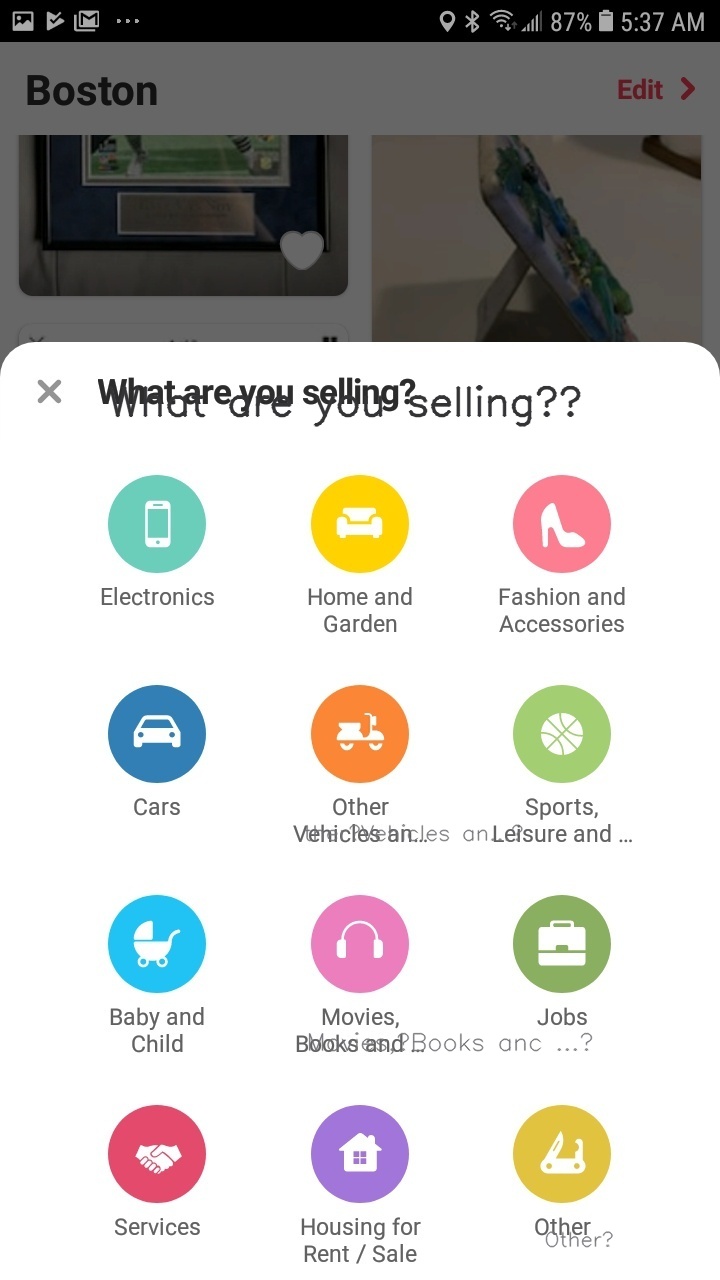 87% 5:37 AM
Boston
Edit
What are you selling?
What are you selling??
Electronics
Home and
Garden
Fashion and
Accessories
Cars
Other
Vehicles an...
Sports,
Leisure and ...
ther?Vehicles an...?
Baby and
Child
Movies,
Books and ...
Movies,?Books anc ...?
Jobs
Services
Housing for
Rent / Sale
Other
Other?